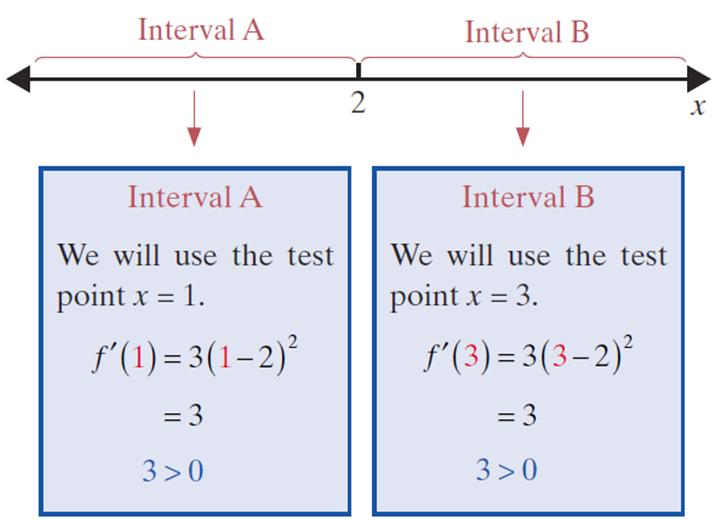 Interval A
Interval B
2
x
Interval A
We will use the test
point x = 1.
f′(1) = 3(1−2)²
= 3
3 > 0
Interval B
We will use the test
point x = 3.
f′(3) = 3(3−2)²
= 3
3 > 0